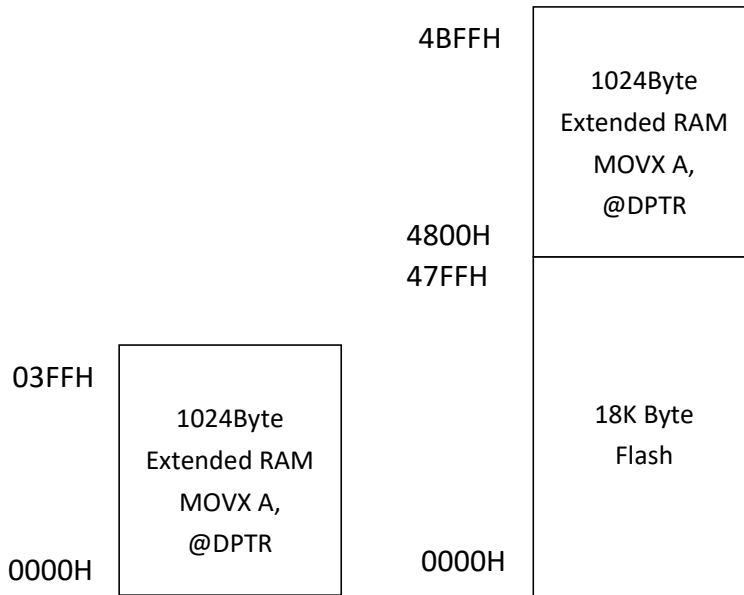 4BFFH
1024Byte
Extended RAM
MOVX A,
@DPTR
4800H
47FFH
03FFH
1024Byte
Extended RAM
MOVX A,
@DPTR
0000H
18K Byte
Flash
0000H